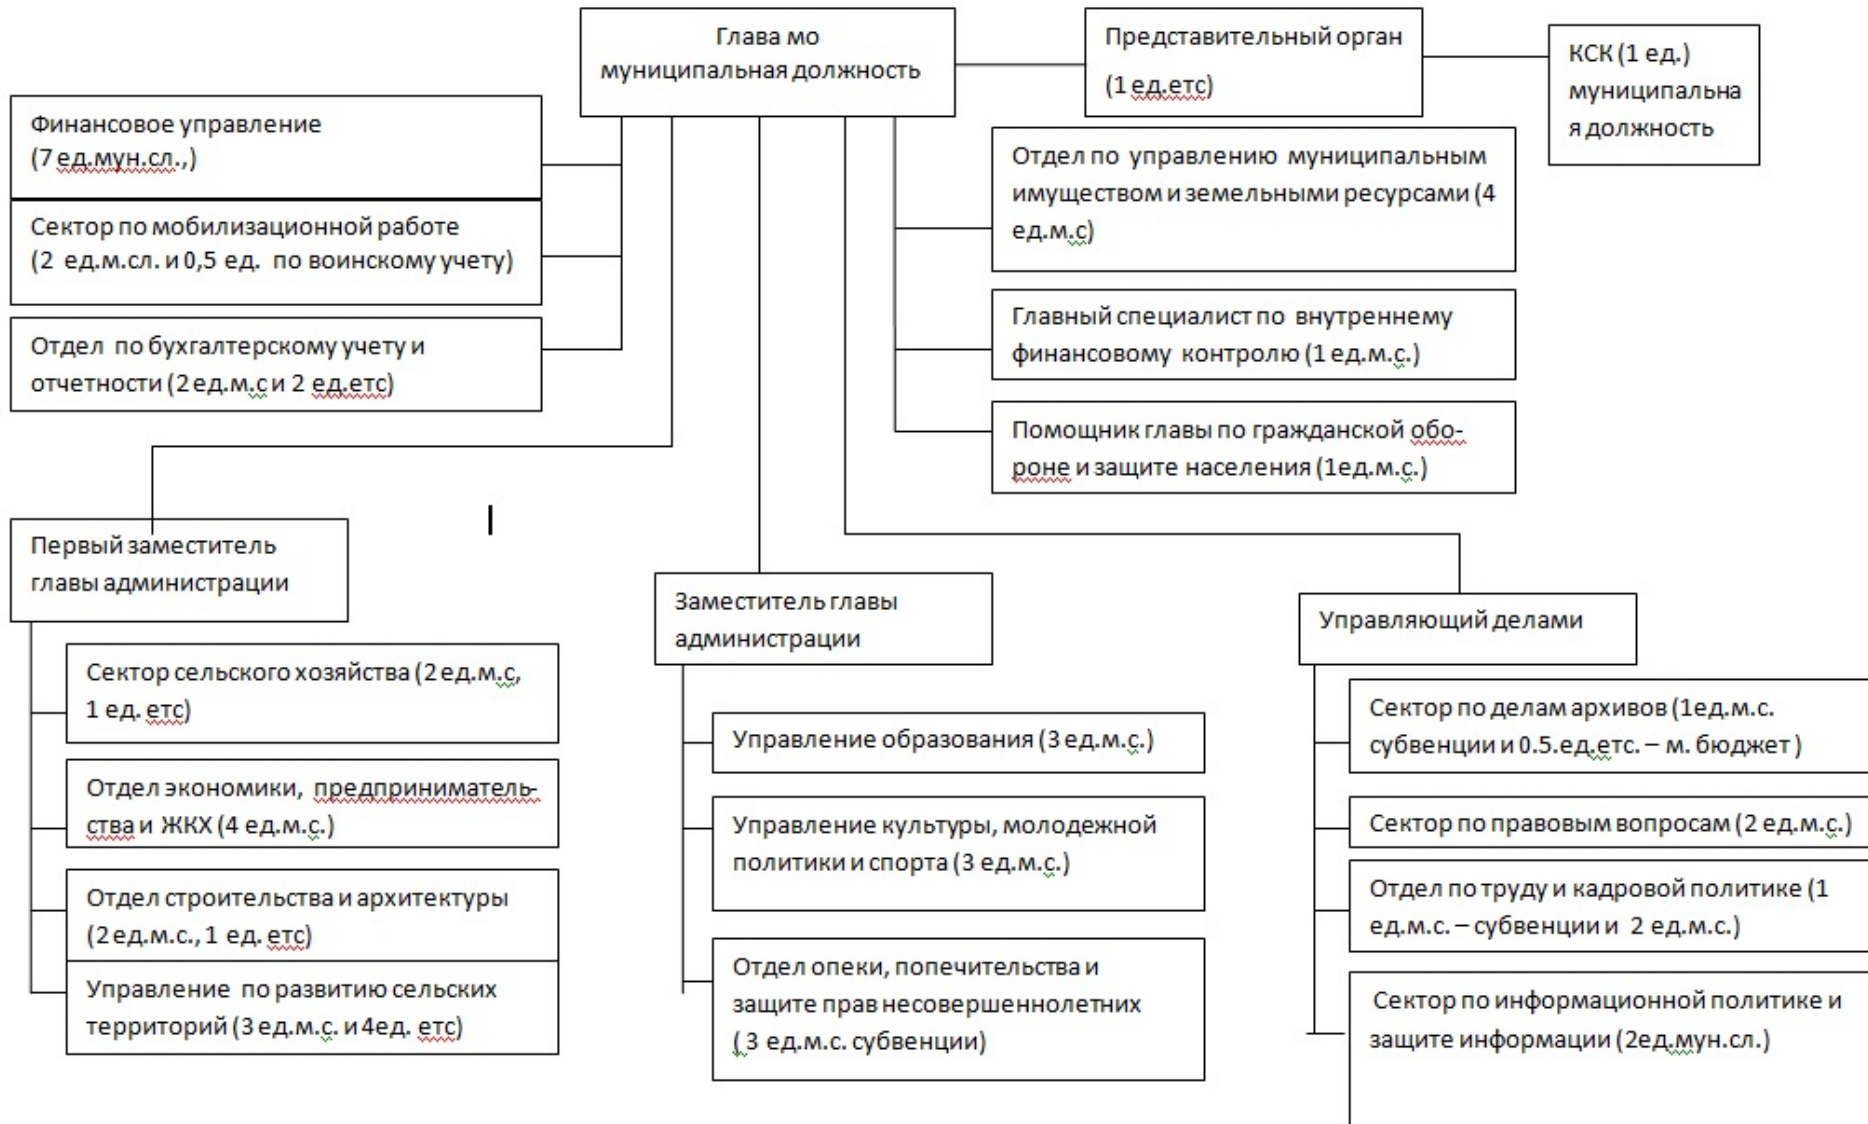 Глава мо
муниципальная должность
Представительный орган
(1 ед.етс)
КСК (1 ед.)
муниципальна
я должность
Финансовое управление
(7 ед.мун.сл.,)
Сектор по мобилизационной работе
(2 ед.м.сл. и 0,5 ед. по воинскому учету)
Отдел по бухгалтерскому учету и
отчетности (2 ед.м.с и 2 ед.етс)
Отдел по управлению муниципальным
имуществом и земельными ресурсами (4
ед.м.с)
Главный специалист по внутреннему
финансовому контролю (1 ед.м.с.)
Помощник главы по гражданской обо-
роне и защите населения (1ед.м.с.)
Первый заместитель
главы администрации
Сектор сельского хозяйства (2 ед.м.с,
1 ед. етс)
Отдел экономики, предприниматель-
ства и ЖКХ (4 ед.м.с.)
Отдел строительства и архитектуры
(2 ед.м.с., 1 ед. етс)
Управление по развитию сельских
территорий (3 ед.м.с. и 4ед. етс)
Заместитель главы
администрации
Управление образования (3 ед.м.с.)
Управление культуры, молодежной
политики и спорта (3 ед.м.с.)
Отдел опеки, попечительства и
защите прав несовершеннолетних
( 3 ед.м.с. субвенции)
Управляющий делами
Сектор по делам архивов (1ед.м.с.
субвенции и 0.5.ед.етс. – м. бюджет )
Сектор по правовым вопросам (2 ед.м.с.)
Отдел по труду и кадровой политике (1
ед.м.с. – субвенции и 2 ед.м.с.)
Сектор по информационной политике и
защите информации (2ед.мун.сл.)